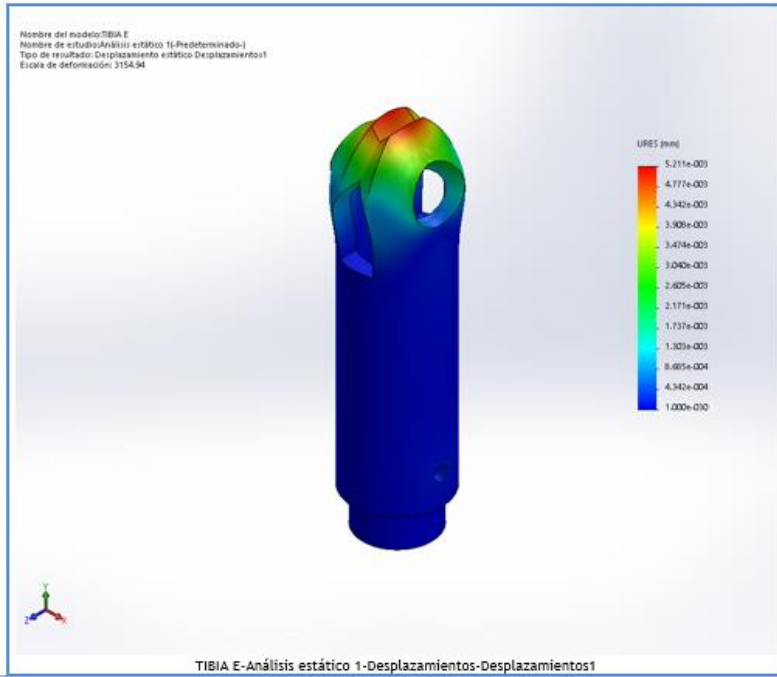 Nombre del modelo:TIBIA E
Nombre de estudio:Análisis estático 1(-Predeterminado-)
Tipo de resultado: Desplazamiento estático Desplazamientos1
Escala de deformación: 3154.94
URES (mm)
5.211e-003
4.777e-003
4.342e-003
3.908e-003
3.474e-003
3.040e-003
2.605e-003
2.171e-003
1.737e-003
1.303e-003
8.685e-004
4.342e-004
1.000e-030
Y
Z
X
TIBIA E-Análisis estático 1-Desplazamientos-Desplazamientos1